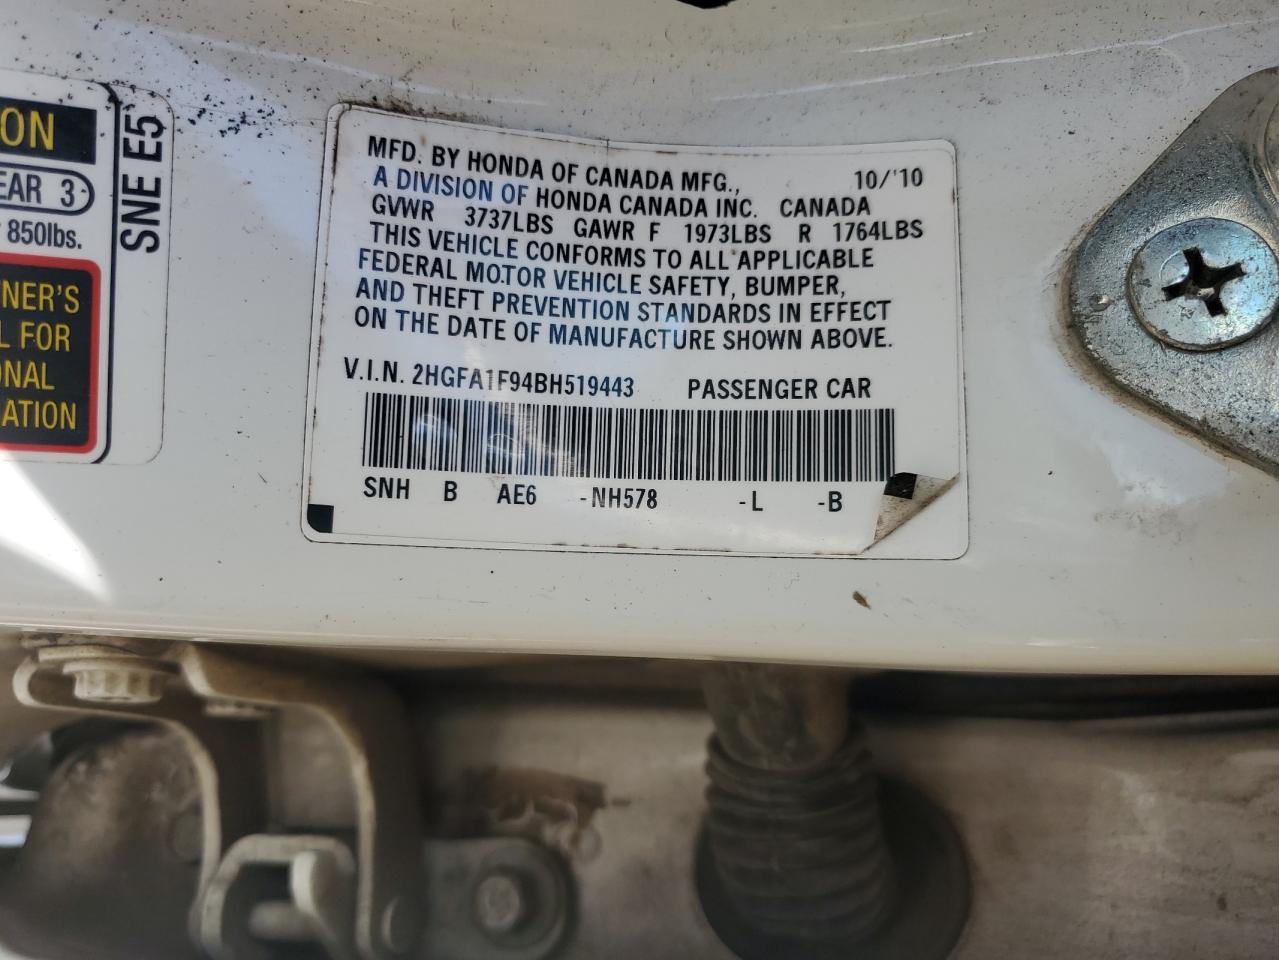 ON
EAR 3
850lbs.
NER'S
L FOR
NAL
ATION
SNE E5
MFD. BY HONDA OF CANADA MFG., 10/'10
A DIVISION OF HONDA CANADA INC. CANADA
GVWR 3737LBS GAWR F 1973LBS R 1764LBS
THIS VEHICLE CONFORMS TO ALL APPLICABLE
FEDERAL MOTOR VEHICLE SAFETY, BUMPER,
AND THEFT PREVENTION STANDARDS IN EFFECT
ON THE DATE OF MANUFACTURE SHOWN ABOVE.
V.I.N. 2HGFA1F94BH519443 PASSENGER CAR
SNH B AE6 -NH578 -L -B